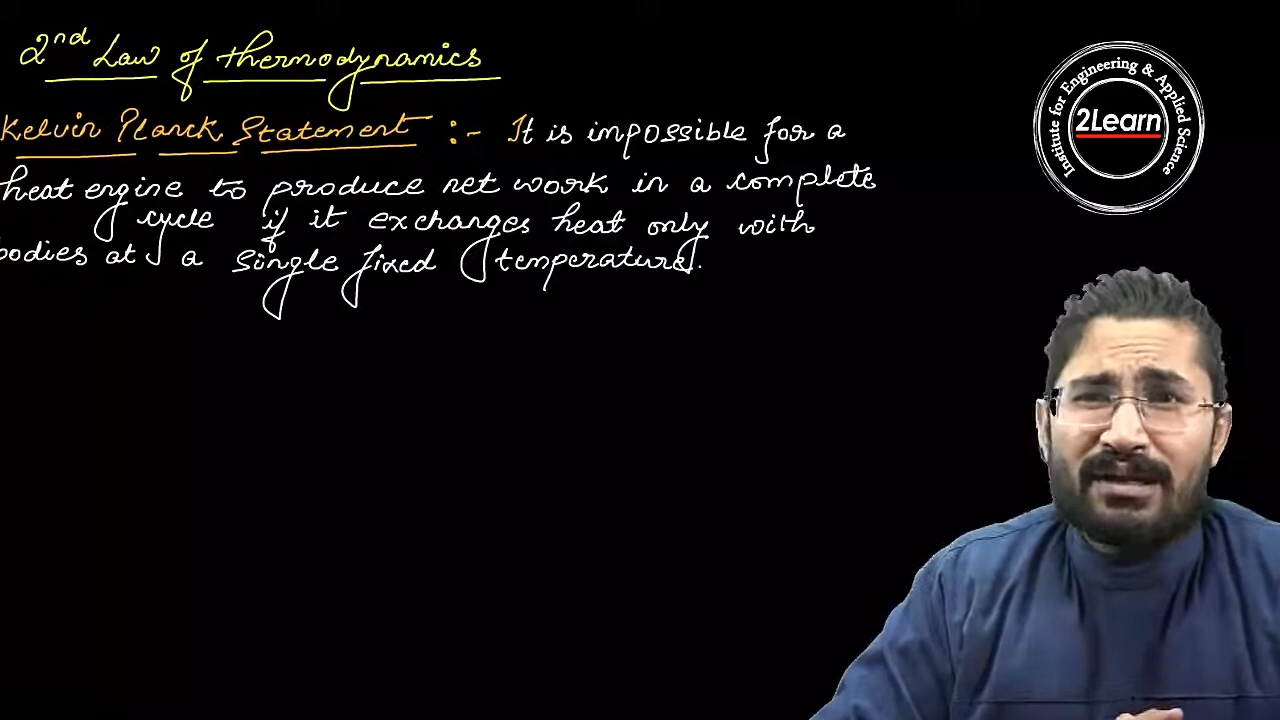 2nd Law of thermodynamics
Kelvin Planck Statement :- It is impossible for a
heat engine to produce net work in a complete
cycle if it exchanges heat only with
bodies at a single fixed temperature.
Institute for Engineering & Applied Science
2Learn